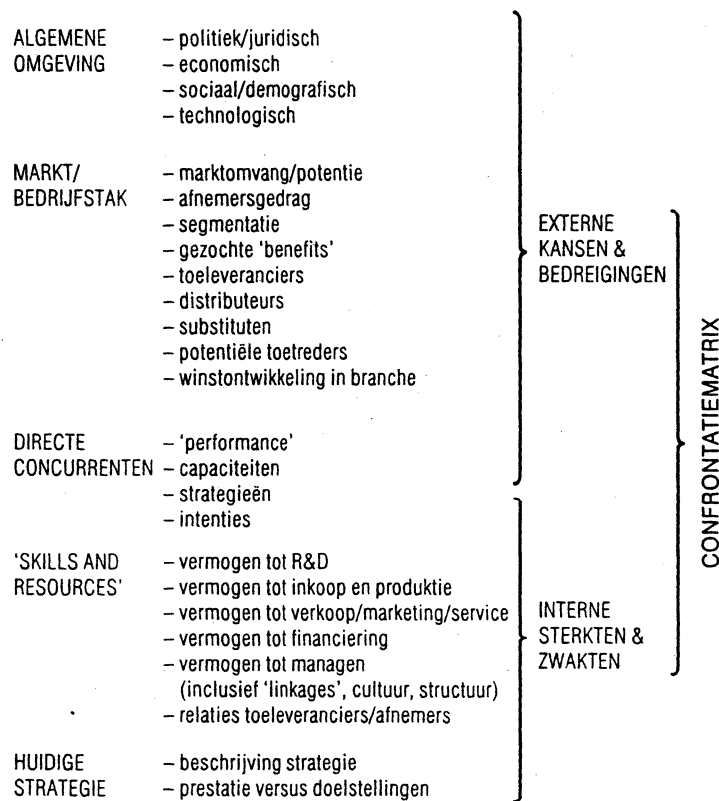 ALGEMENE – politiek/juridisch
OMGEVING – economisch
– sociaal/demografisch
– technologisch
MARKT/ – marktomvang/potentie
BEDRIJFSTAK – afnemersgedrag
– segmentatie
– gezochte 'benefits'
– toeleveranciers
– distributeurs
– substituten
– potentiële toetreders
– winstontwikkeling in branche
EXTERNE
KANSEN &
BEDREIGINGEN
DIRECTE – 'performance'
CONCURRENTEN – capaciteiten
– strategieën
– intenties
'SKILLS AND – vermogen tot R&D
RESOURCES' – vermogen tot inkoop en produktie
– vermogen tot verkoop/marketing/service
– vermogen tot financiering
– vermogen tot managen
(inclusief 'linkages', cultuur, structuur)
– relaties toeleveranciers/afnemers
HUIDIGE – beschrijving strategie
STRATEGIE – prestatie versus doelstellingen
INTERNE
STERKTEN &
ZWAKTEN
CONFRONTATIEMATRIX